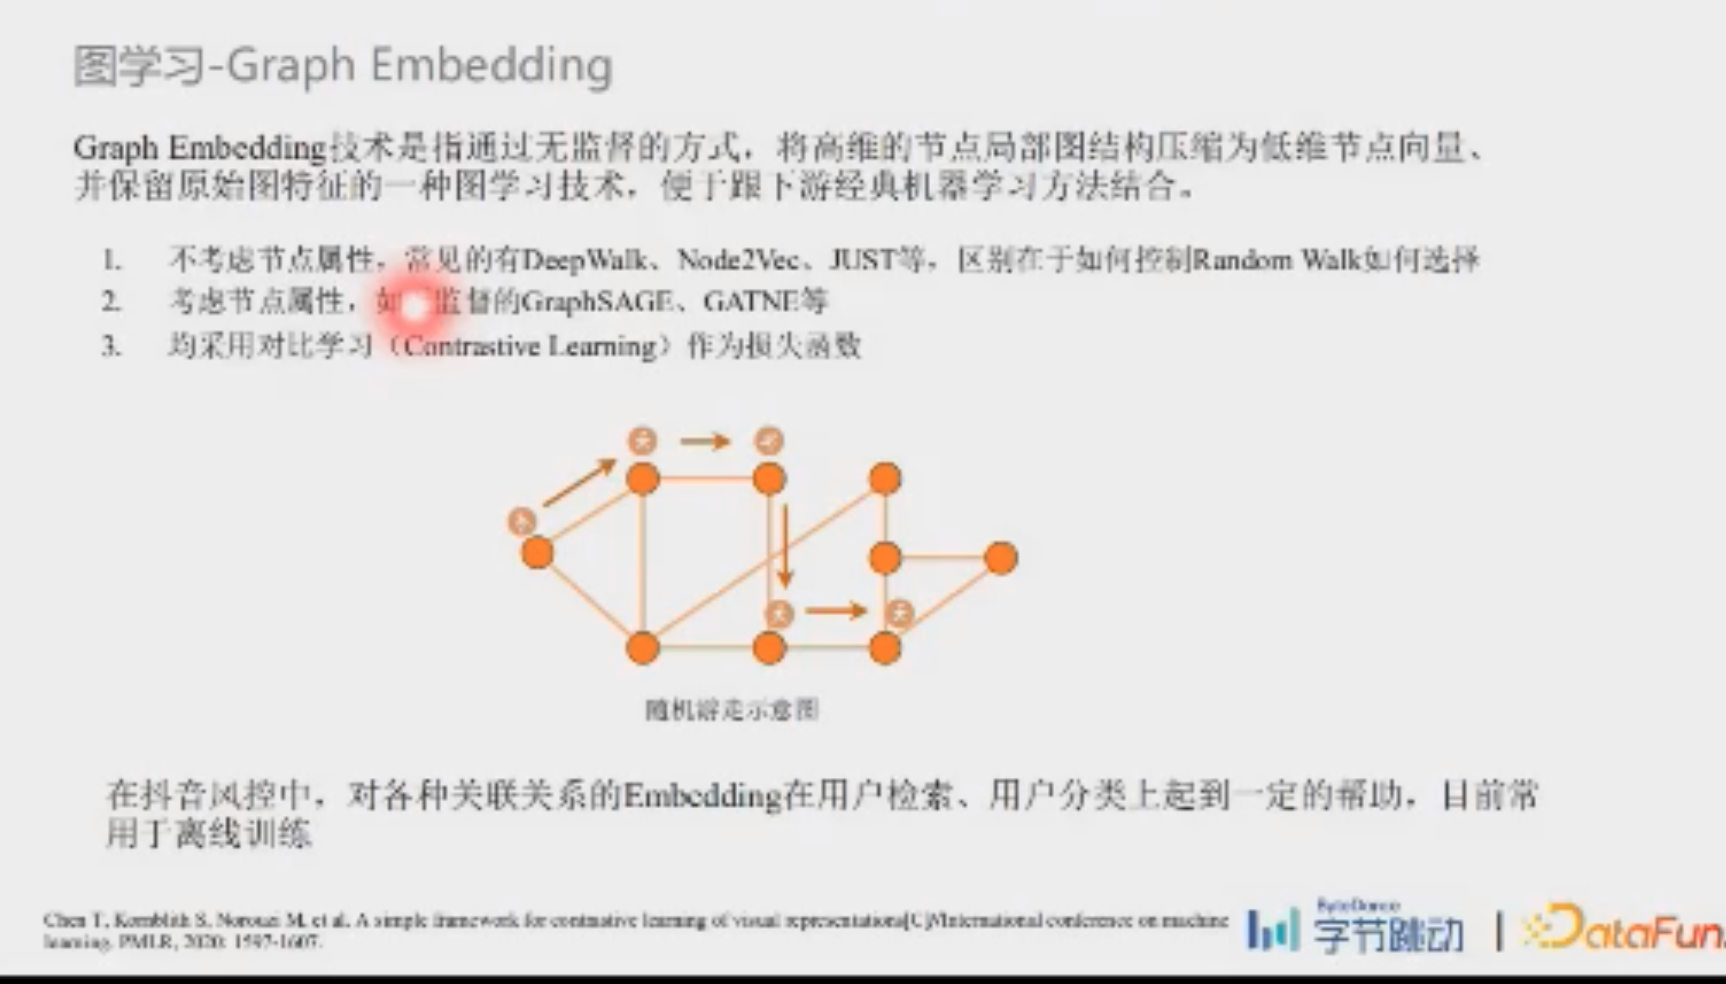 图学习-Graph Embedding
Graph Embedding技术是指通过无监督的方式，将高维的节点局部图结构压缩为低维节点向量、
并保留原始图特征的一种图学习技术，便于跟下游经典机器学习方法结合。
1. 不考虑节点属性，常见的有DeepWalk、Node2Vec、JUST等，区别在于如何控制Random Walk如何选择
2. 考虑节点属性，如监督的GraphSAGE、GATNE等
3. 均采用对比学习（Contrastive Learning）作为损失函数
随机游走示意图
在抖音风控中，对各种关联关系的Embedding在用户检索、用户分类上起到一定的帮助，目前常
用于离线训练
Chen T, Kornblith S, Norouzi M, et al. A simple framework for contrastive learning of visual representations[C]//International conference on machine
learning. PMLR, 2020: 1597-1607.
ByteDance
字节跳动
DataFun.